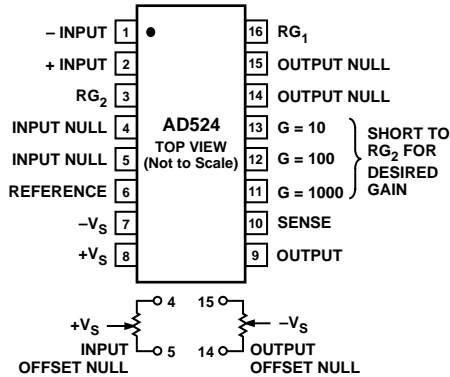 – INPUT 1
16 RG₁
+ INPUT 2
15 OUTPUT NULL
RG₂ 3
14 OUTPUT NULL
INPUT NULL 4
13 G = 10
INPUT NULL 5
12 G = 100
REFERENCE 6
11 G = 1000
–VS 7
10 SENSE
+VS 8
9 OUTPUT
AD524
TOP VIEW
(Not to Scale)
SHORT TO
RG₂ FOR
DESIRED
GAIN
4
+VS
5
INPUT
OFFSET NULL
15
–VS
14
OUTPUT
OFFSET NULL